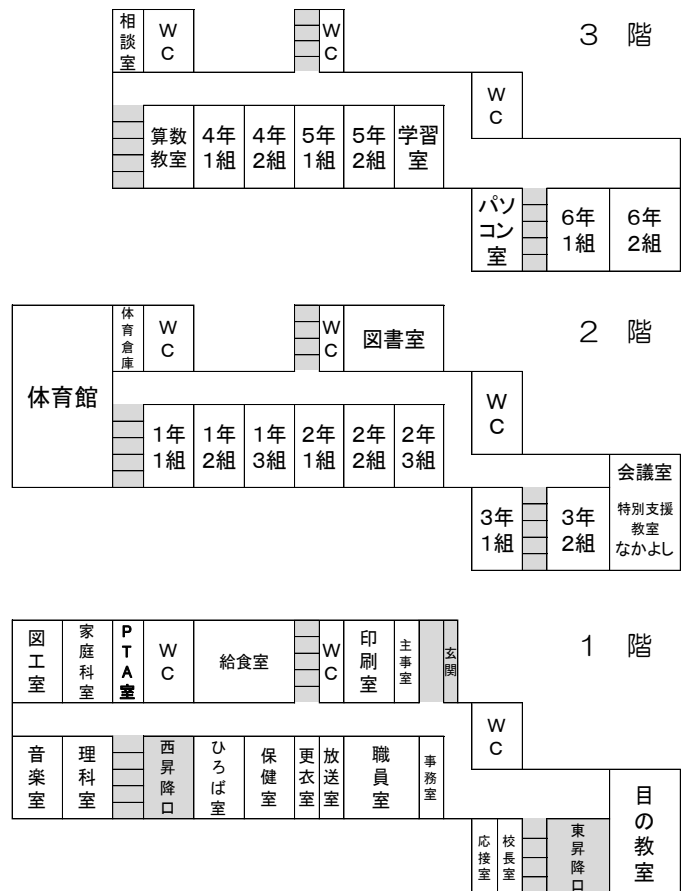 3 階
相談室
WC
WC
WC
算数教室
4年1組
4年2組
5年1組
5年2組
学習室
パソコン室
6年1組
6年2組
2 階
体育館
体育倉庫
WC
WC
図書室
WC
1年1組
1年2組
1年3組
2年1組
2年2組
2年3組
3年1組
3年2組
会議室
特別支援教室
なかよし
1 階
図工室
家庭科室
PTA室
WC
給食室
WC
印刷室
主事室
玄関
WC
音楽室
理科室
西昇降口
ひろば室
保健室
更衣室
放送室
職員室
事務室
応接室
校長室
東昇降口
目の教室